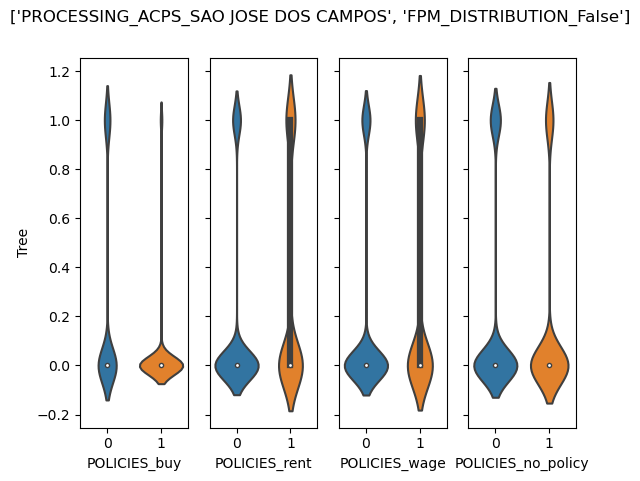 ['PROCESSING_ACPS_SAO JOSE DOS CAMPOS', 'FPM_DISTRIBUTION_False']
1.2
1.0
0.8
0.6
0.4
0.2
0.0
−0.2
Tree
0 1 0 1 0 1 0 1
POLICIES_buy POLICIES_rent POLICIES_wage POLICIES_no_policy